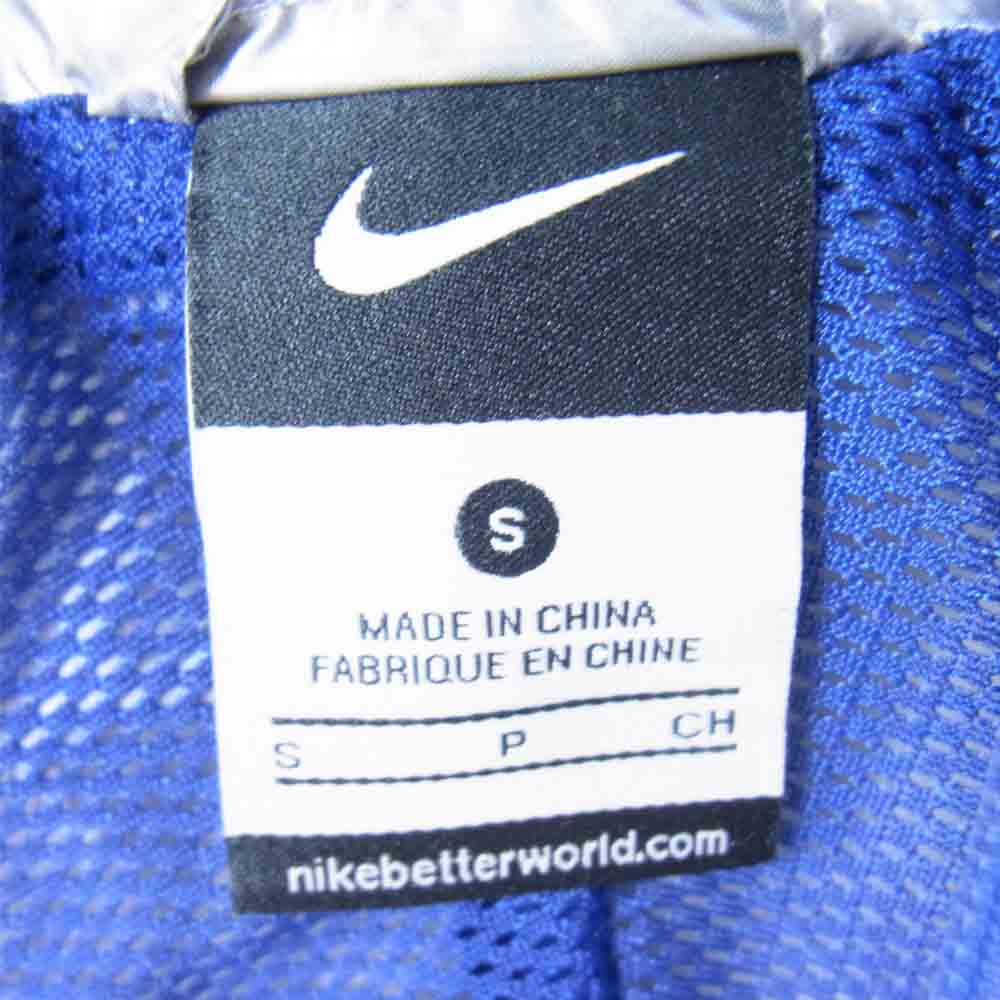 S
MADE IN CHINA
FABRIQUE EN CHINE
S P CH
nikebetterworld.com